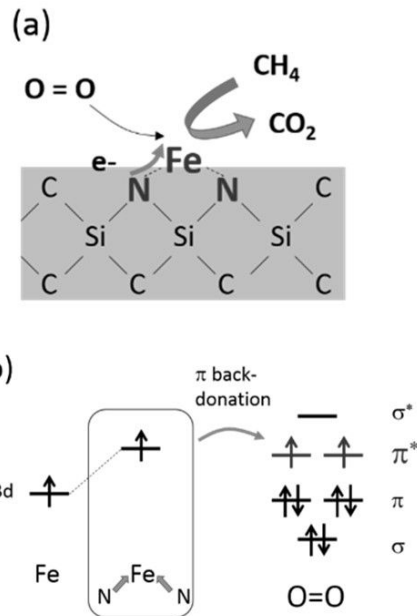 (a)
CH4
O = O
CO2
e- Fe
C N N C
Si Si Si
C C C C
)
π back-
donation
σ*
π*
3d
π
σ
Fe
N Fe N
O=O